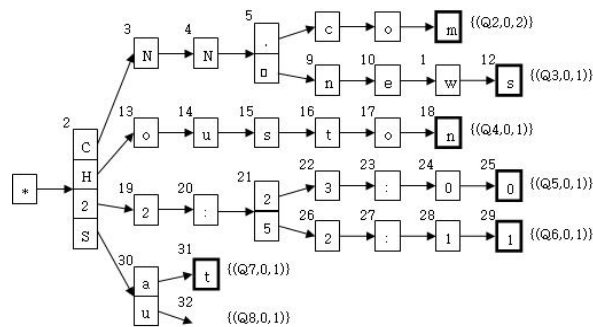 5 c o m {(Q2,0,2)}
3 N 4 N .
9 n 10 e 1 w 12 s {(Q3,0,1)}
13 o 14 u 15 s 16 t 17 o 18 n {(Q4,0,1)}
2
C
H
* 2
S
22 3 23 : 24 0 25 0 {(Q5,0,1)}
19 2 20 : 21 2
5
26 2 27 : 28 1 29 1 {(Q6,0,1)}
30 a 31 t {(Q7,0,1)}
u 32 {(Q8,0,1)}